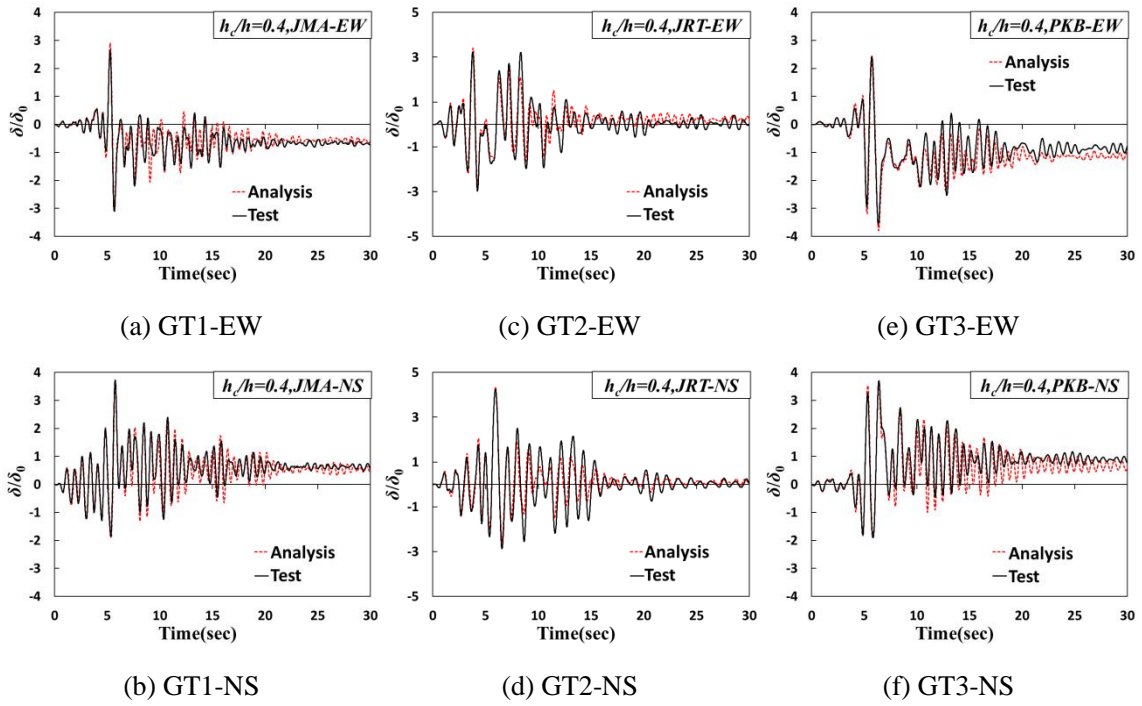 h_c/h=0.4,JMA-EW
δ/δ₀
4
3
2
1
0
-1
-2
-3
-4
Analysis
Test
0 5 10 15 20 25 30
Time(sec)
(a) GT1-EW
h_c/h=0.4,JRT-EW
δ/δ₀
5
3
1
-1
-3
-5
Analysis
Test
0 5 10 15 20 25 30
Time(sec)
(c) GT2-EW
h_c/h=0.4,PKB-EW
δ/δ₀
4
3
2
1
0
-1
-2
-3
-4
Analysis
Test
0 5 10 15 20 25 30
Time(sec)
(e) GT3-EW
h_c/h=0.4,JMA-NS
δ/δ₀
4
3
2
1
0
-1
-2
-3
-4
Analysis
Test
0 5 10 15 20 25 30
Time(sec)
(b) GT1-NS
h_c/h=0.4,JRT-NS
δ/δ₀
5
3
1
-1
-3
-5
Analysis
Test
0 5 10 15 20 25 30
Time(sec)
(d) GT2-NS
h_c/h=0.4,PKB-NS
δ/δ₀
4
3
2
1
0
-1
-2
-3
-4
Analysis
Test
0 5 10 15 20 25 30
Time(sec)
(f) GT3-NS